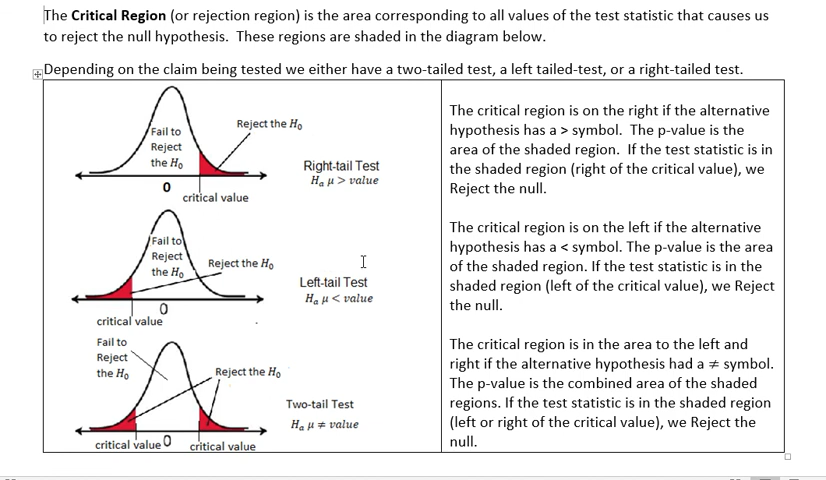 The Critical Region (or rejection region) is the area corresponding to all values of the test statistic that causes us
to reject the null hypothesis.  These regions are shaded in the diagram below.
Depending on the claim being tested we either have a two-tailed test, a left tailed-test, or a right-tailed test.
Fail to
Reject
the H₀
Reject the H₀
Right-tail Test
Hₐ μ > value
0
critical value
The critical region is on the right if the alternative
hypothesis has a > symbol.  The p-value is the
area of the shaded region.  If the test statistic is in
the shaded region (right of the critical value), we
Reject the null.
Fail to
Reject
the H₀
Reject the H₀
Left-tail Test
Hₐ μ < value
0
critical value
The critical region is on the left if the alternative
hypothesis has a < symbol. The p-value is the area
of the shaded region. If the test statistic is in the
shaded region (left of the critical value), we Reject
the null.
Fail to
Reject
the H₀
Reject the H₀
Two-tail Test
Hₐ μ ≠ value
critical value 0 critical value
The critical region is in the area to the left and
right if the alternative hypothesis had a ≠ symbol.
The p-value is the combined area of the shaded
regions. If the test statistic is in the shaded region
(left or right of the critical value), we Reject the
null.